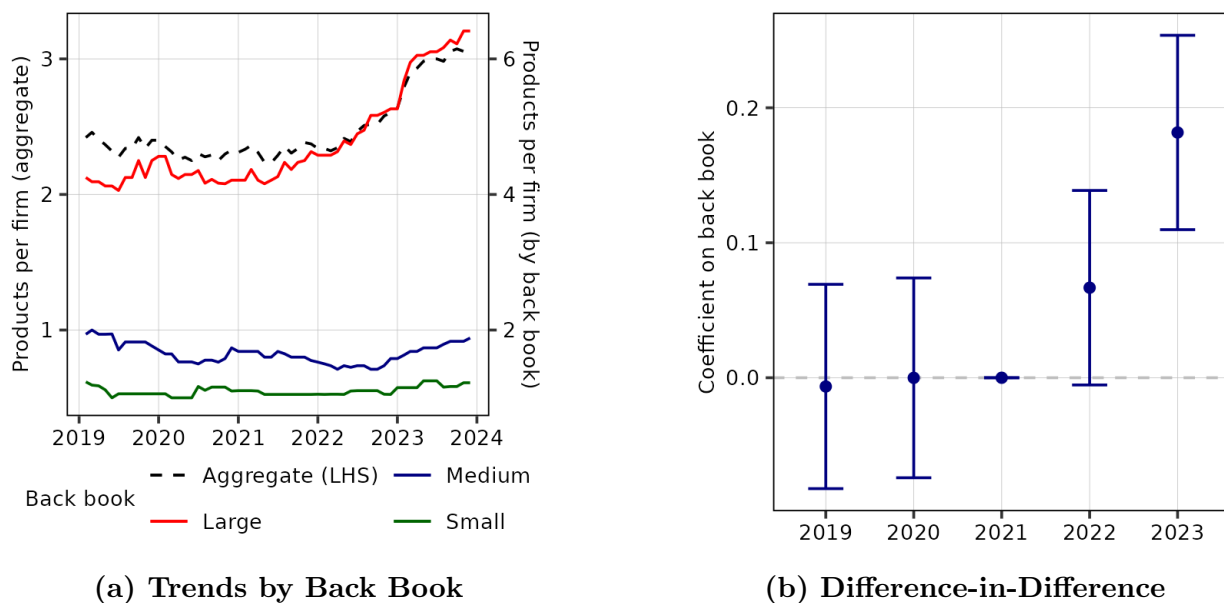 Products per firm (aggregate)
3
2
1
Products per firm (by back book)
6
4
2
2019 2020 2021 2022 2023 2024
Back book
Aggregate (LHS) Medium
Large Small
(a) Trends by Back Book
Coefficient on back book
0.2
0.1
0.0
2019 2020 2021 2022 2023
(b) Difference-in-Difference